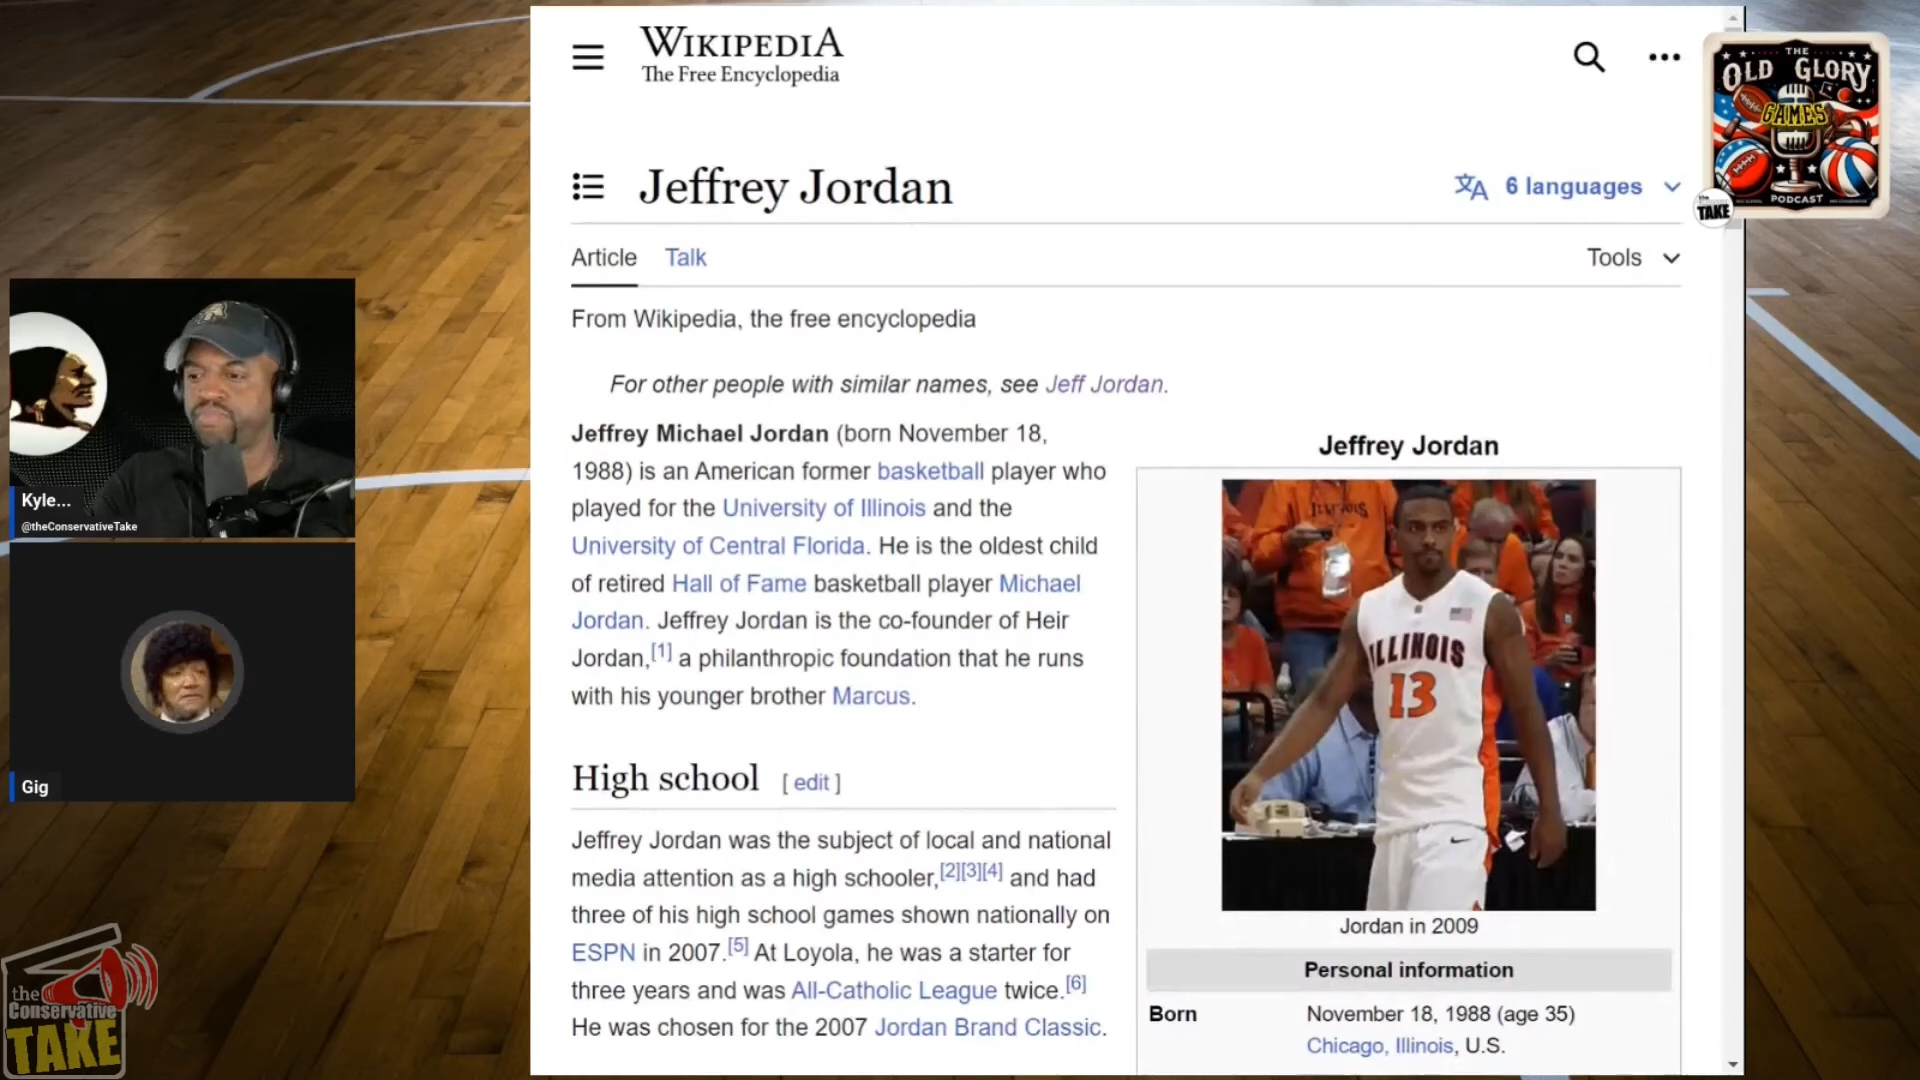 WIKIPEDIA
The Free Encyclopedia
THE
OLD GLORY
GAMES
PODCAST
the
TAKE
Jeffrey Jordan
6 languages
Article Talk
Tools
From Wikipedia, the free encyclopedia
For other people with similar names, see Jeff Jordan.
Jeffrey Michael Jordan (born November 18,
1988) is an American former basketball player who
played for the University of Illinois and the
University of Central Florida. He is the oldest child
of retired Hall of Fame basketball player Michael
Jordan. Jeffrey Jordan is the co-founder of Heir
Jordan,[1] a philanthropic foundation that he runs
with his younger brother Marcus.
High school [ edit ]
Jeffrey Jordan was the subject of local and national
media attention as a high schooler,[2][3][4] and had
three of his high school games shown nationally on
ESPN in 2007.[5] At Loyola, he was a starter for
three years and was All-Catholic League twice.[6]
He was chosen for the 2007 Jordan Brand Classic.
Jeffrey Jordan
ILLINOIS
ILLINOIS
13
Jordan in 2009
Personal information
Born November 18, 1988 (age 35)
Chicago, Illinois, U.S.
Kyle...
@theConservativeTake
Gig
the
Conservative
TAKE